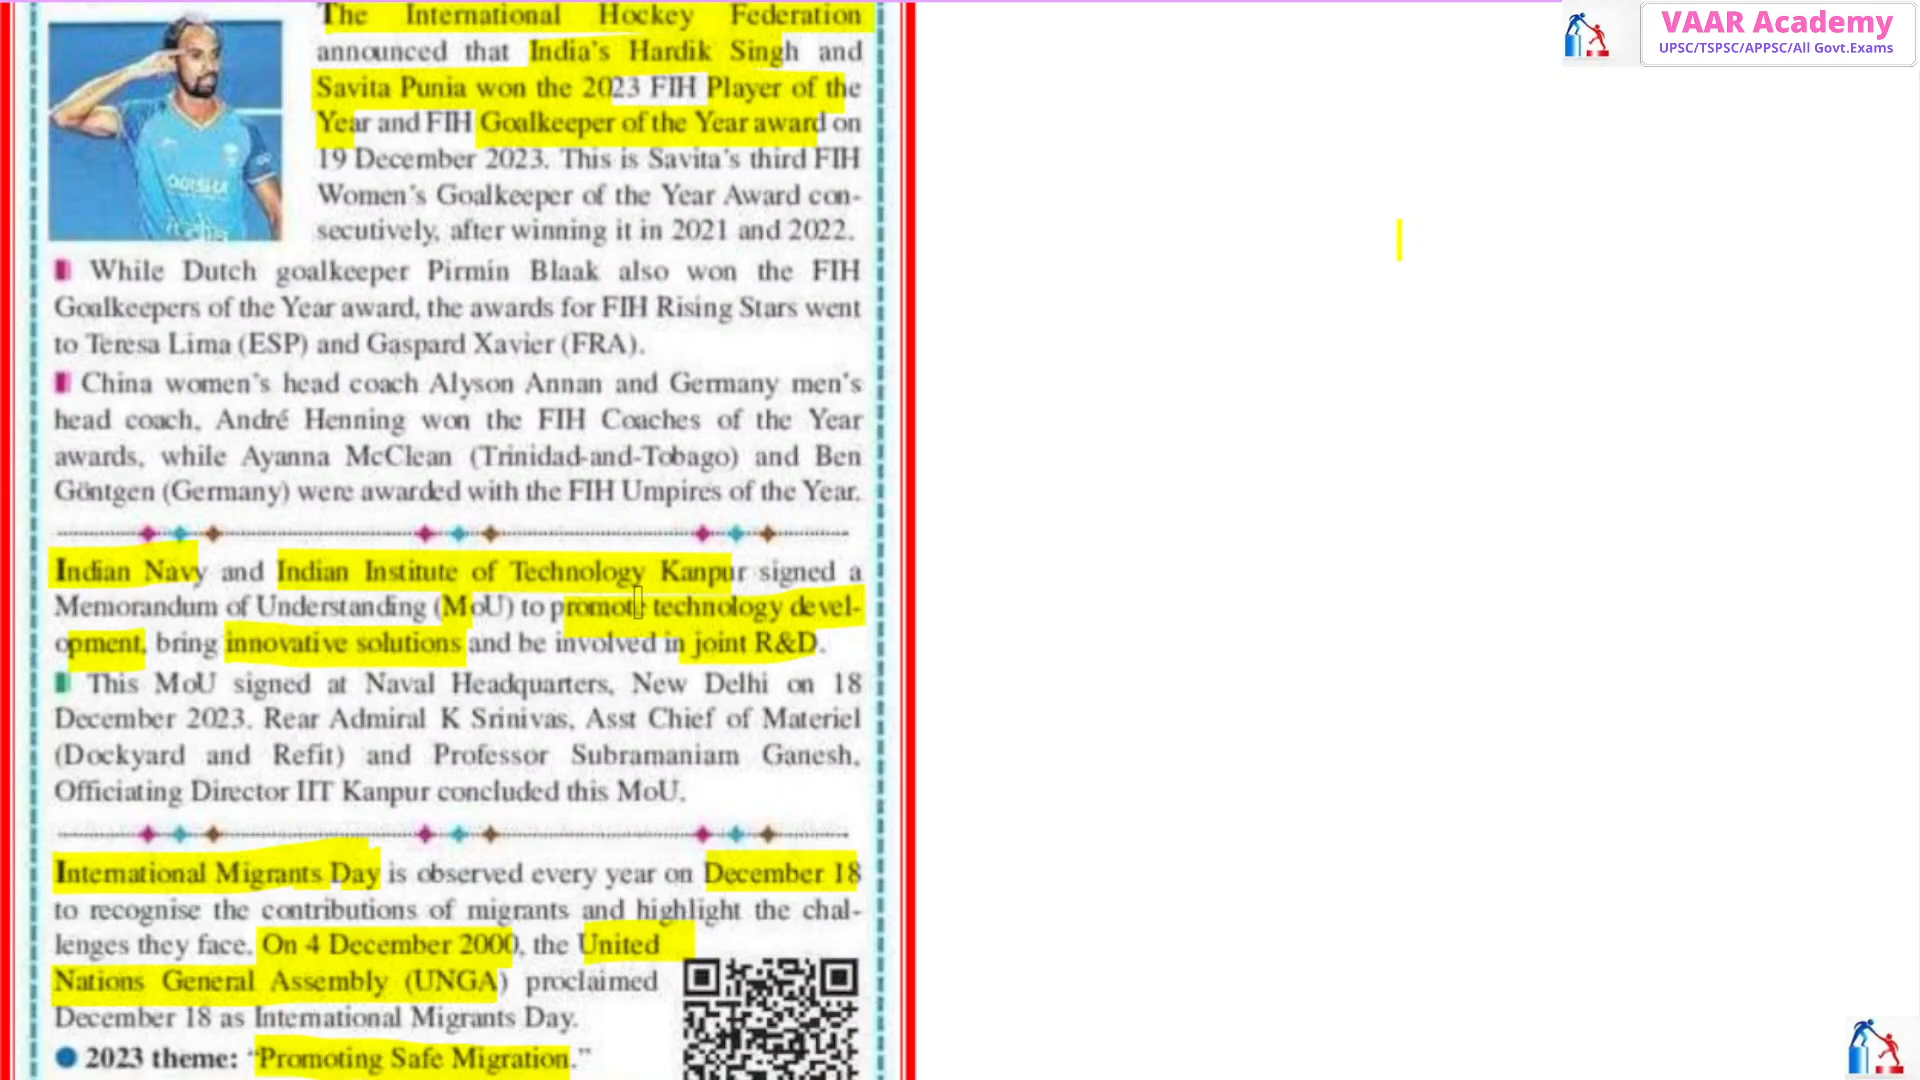 The International Hockey Federation
announced that India's Hardik Singh and
Savita Punia won the 2023 FIH Player of the
Year and FIH Goalkeeper of the Year award on
19 December 2023. This is Savita's third FIH
Women's Goalkeeper of the Year Award con-
secutively, after winning it in 2021 and 2022.
While Dutch goalkeeper Pirmin Blaak also won the FIH
Goalkeepers of the Year award, the awards for FIH Rising Stars went
to Teresa Lima (ESP) and Gaspard Xavier (FRA).
China women's head coach Alyson Annan and Germany men's
head coach, André Henning won the FIH Coaches of the Year
awards, while Ayanna McClean (Trinidad-and-Tobago) and Ben
Göntgen (Germany) were awarded with the FIH Umpires of the Year.
Indian Navy and Indian Institute of Technology Kanpur signed a
Memorandum of Understanding (MoU) to promote technology devel-
opment, bring innovative solutions and be involved in joint R&D.
This MoU signed at Naval Headquarters, New Delhi on 18
December 2023. Rear Admiral K Srinivas, Asst Chief of Materiel
(Dockyard and Refit) and Professor Subramaniam Ganesh,
Officiating Director IIT Kanpur concluded this MoU.
International Migrants Day is observed every year on December 18
to recognise the contributions of migrants and highlight the chal-
lenges they face. On 4 December 2000, the United
Nations General Assembly (UNGA) proclaimed
December 18 as International Migrants Day.
2023 theme: “Promoting Safe Migration.”
VAAR Academy
UPSC/TSPSC/APPSC/All Govt.Exams
ODISHA